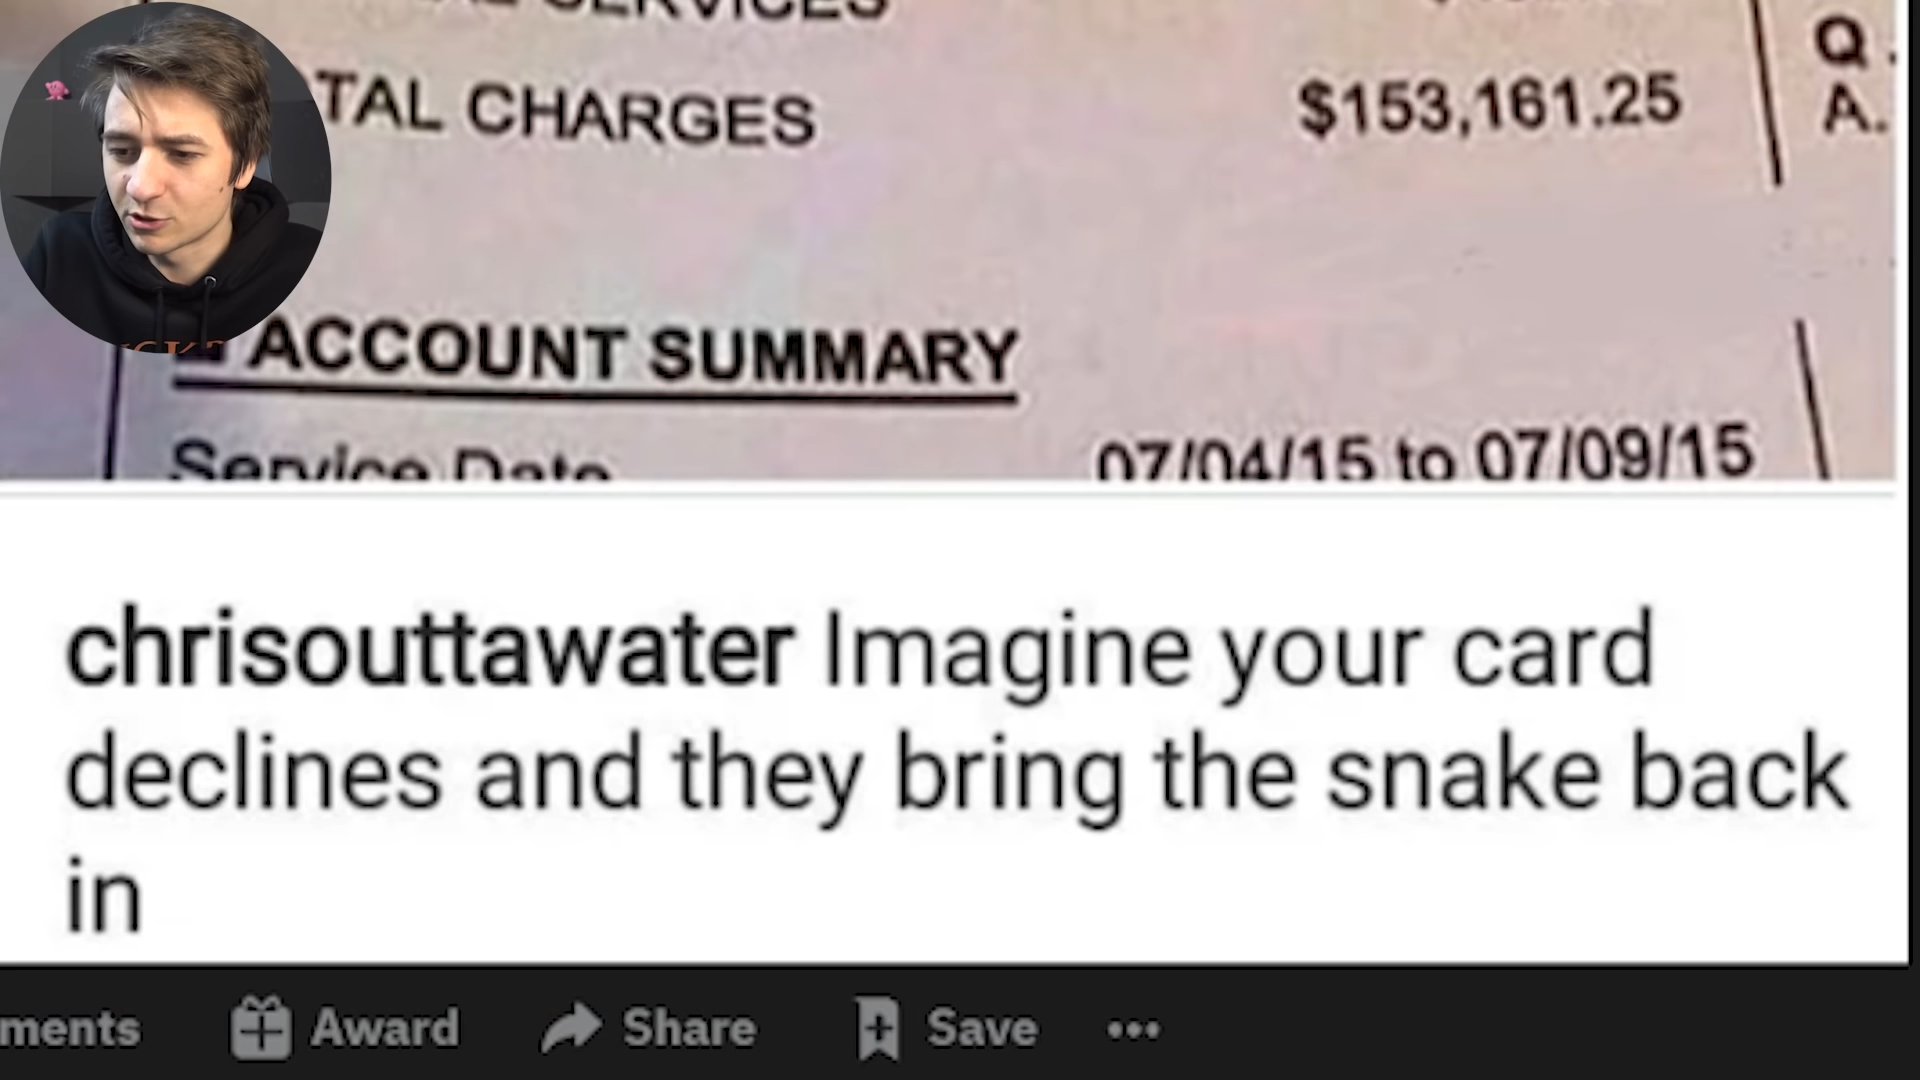 SERVICES
TAL CHARGES $153,161.25
Q.
A.
ACCOUNT SUMMARY
Service Date 07/04/15 to 07/09/15
chrisouttawater Imagine your card
declines and they bring the snake back
in
ments Award Share Save